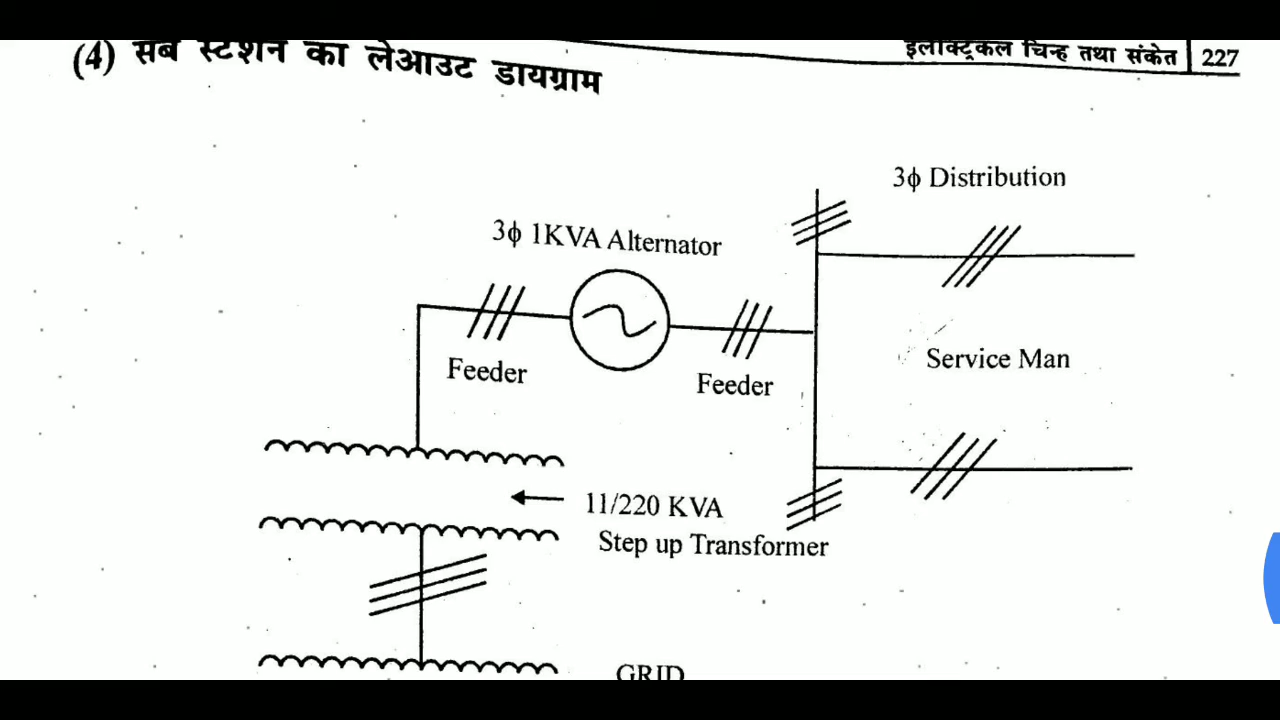 इलेक्ट्रिकल चिन्ह तथा संकेत 227
(4) सब स्टेशन का लेआउट डायग्राम
3ϕ Distribution
3ϕ 1KVA Alternator
Service Man
Feeder
Feeder
11/220 KVA
Step up Transformer
GRID